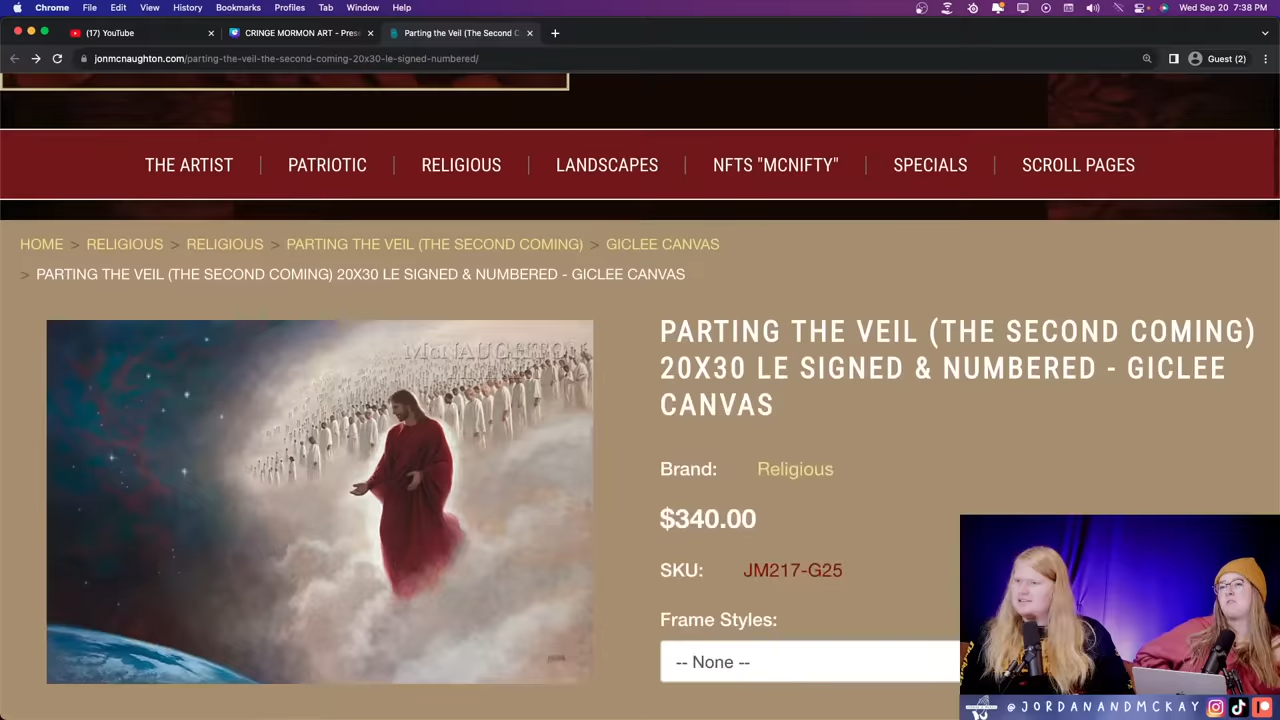 Chrome File Edit View History Bookmarks Profiles Tab Window Help
Wed Sep 20 7:38 PM
(17) YouTube
CRINGE MORMON ART - Prese
Parting the Veil (The Second C
jonmcnaughton.com/parting-the-veil-the-second-coming-20x30-le-signed-numbered/
Guest (2)
THE ARTIST | PATRIOTIC | RELIGIOUS | LANDSCAPES | NFTS "MCNIFTY" | SPECIALS | SCROLL PAGES
HOME > RELIGIOUS > RELIGIOUS > PARTING THE VEIL (THE SECOND COMING) > GICLEE CANVAS
> PARTING THE VEIL (THE SECOND COMING) 20X30 LE SIGNED & NUMBERED - GICLEE CANVAS
McNAUGHTON
PARTING THE VEIL (THE SECOND COMING)
20X30 LE SIGNED & NUMBERED - GICLEE
CANVAS
Brand: Religious
$340.00
SKU: JM217-G25
Frame Styles:
-- None --
@JORDANANDMCKAY